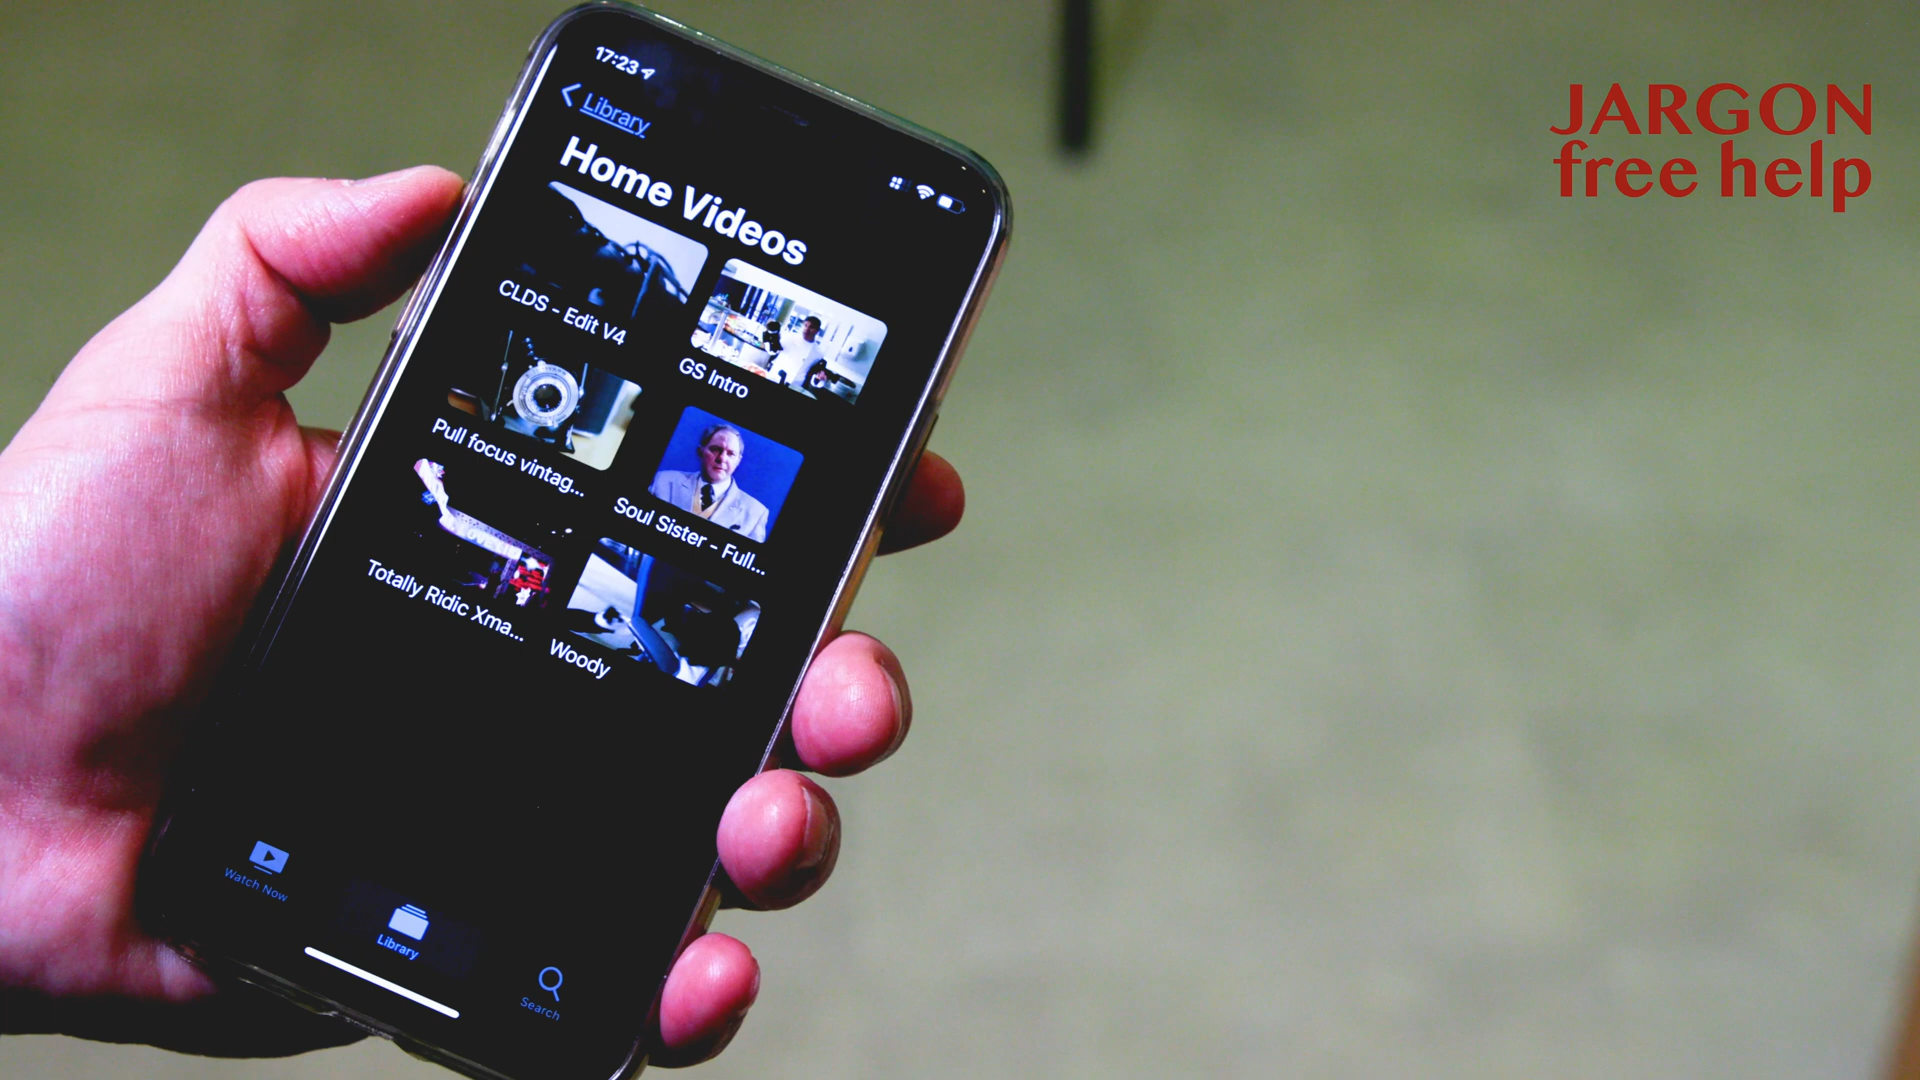 17:23
Library
Home Videos
CLDS - Edit V4
GS Intro
Pull focus vintag...
Soul Sister - Full...
Totally Ridic Xma...
Woody
Watch Now
Library
Search
JARGON
free help